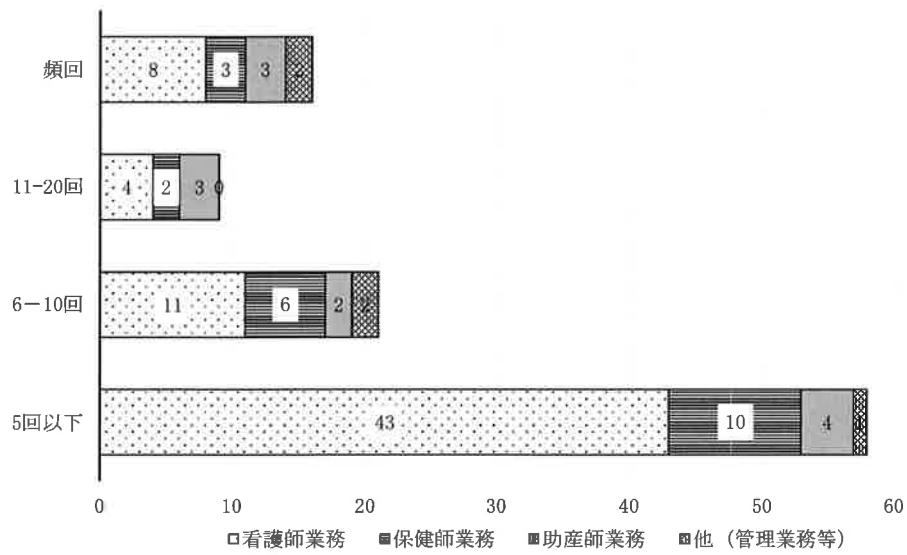 頻回 8 3 3 2
11-20回 4 2 3 0
6－10回 11 6 2 2
5回以下 43 10 4 1
0 10 20 30 40 50 60
看護師業務 保健師業務 助産師業務 他（管理業務等）